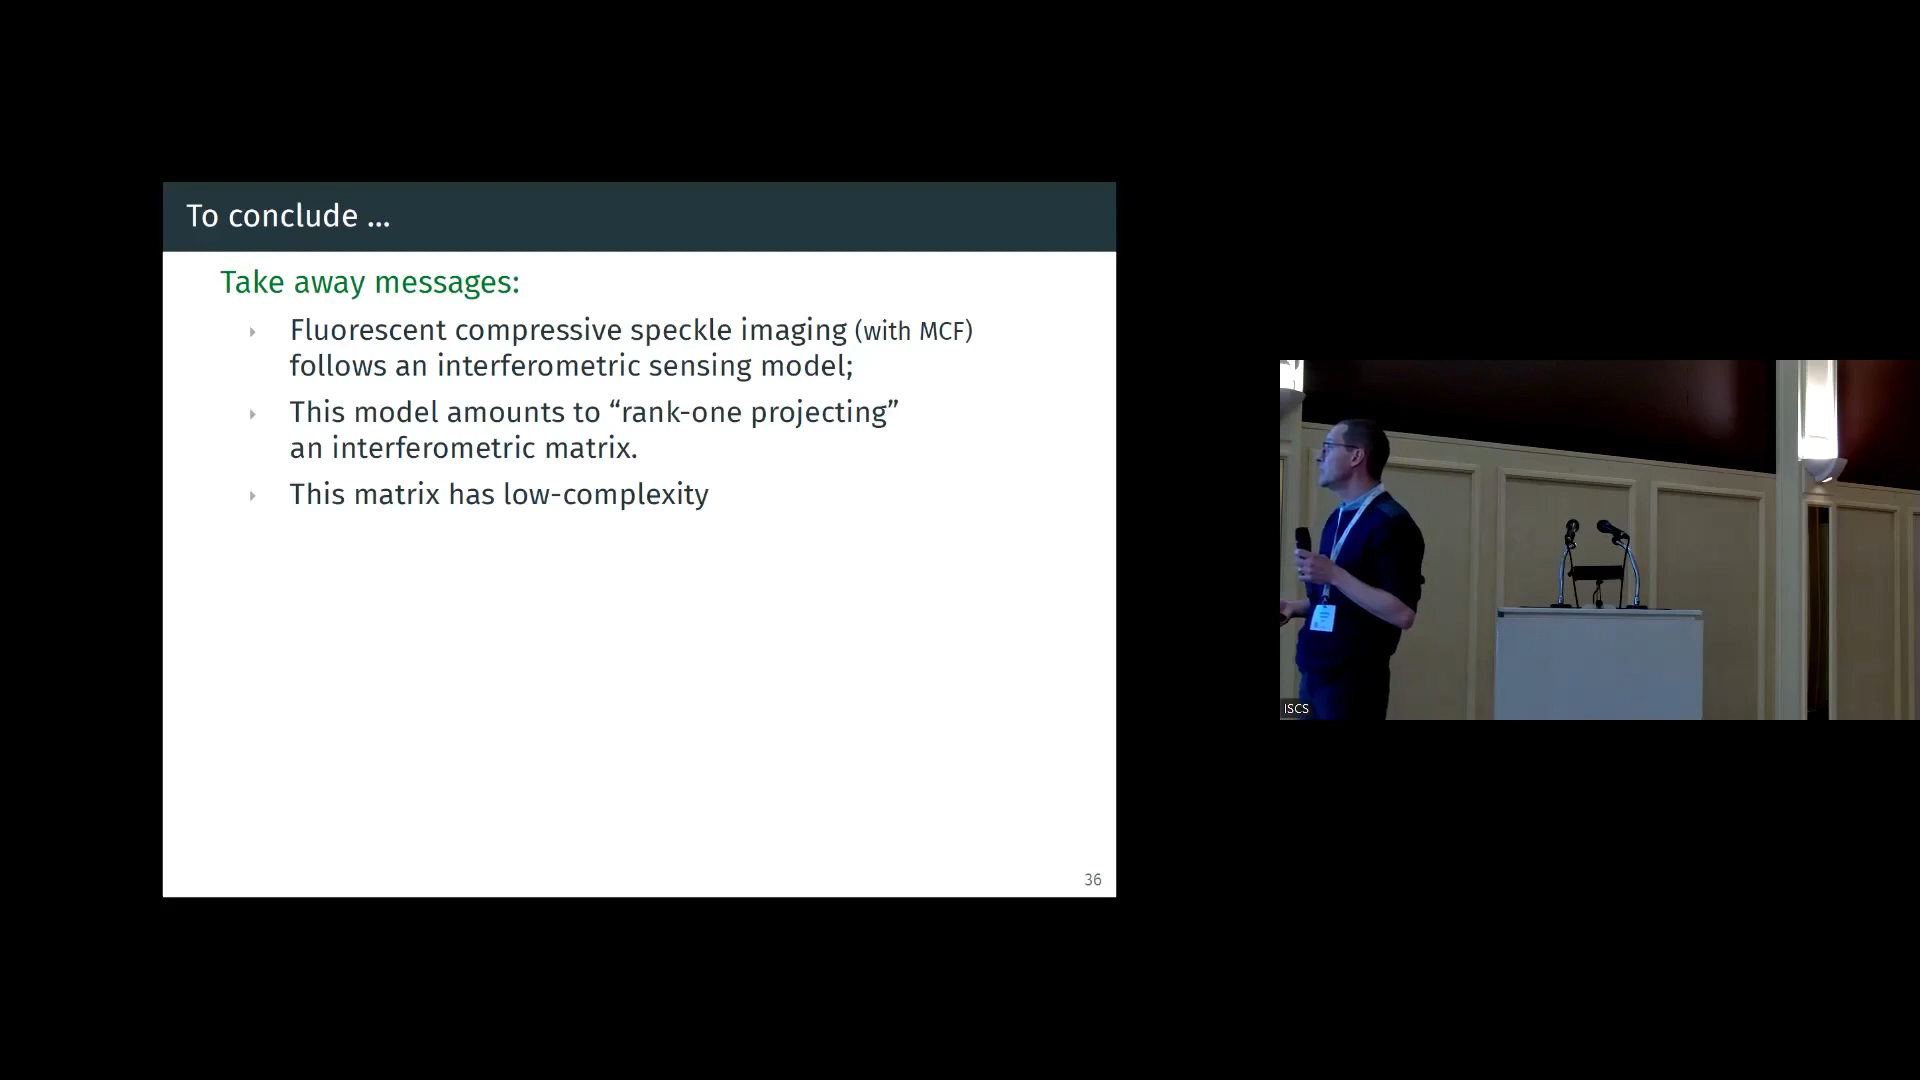 To conclude ...
Take away messages:
Fluorescent compressive speckle imaging (with MCF)
follows an interferometric sensing model;
This model amounts to “rank-one projecting”
an interferometric matrix.
This matrix has low-complexity
36
ISCS